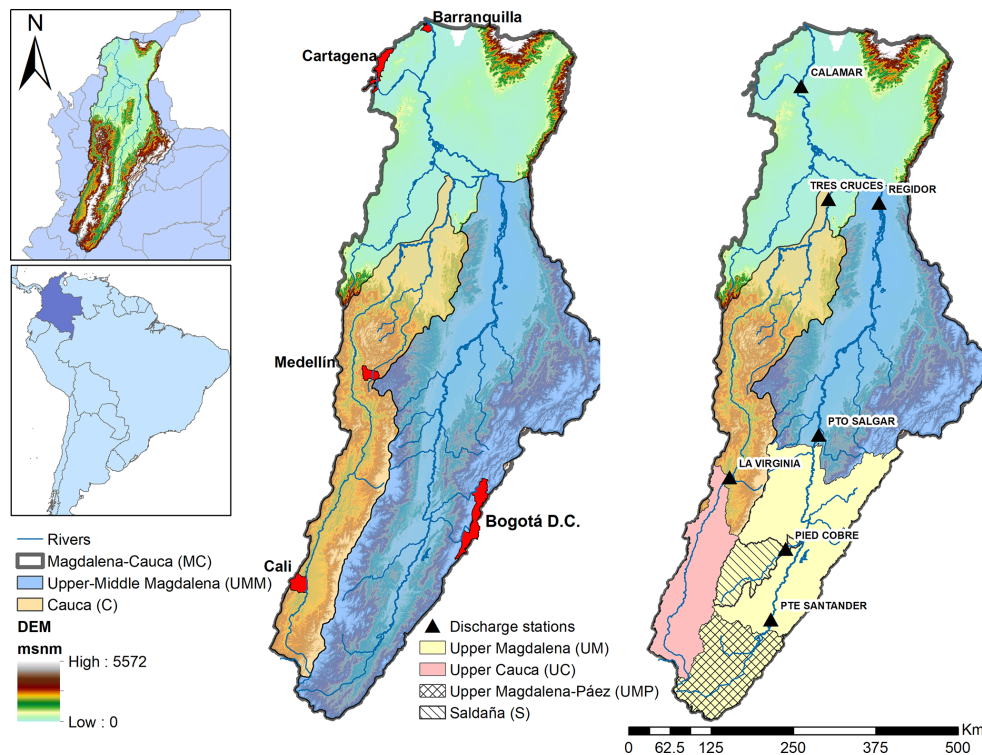 N
Barranquilla
Cartagena
Medellín
Bogotá D.C.
Cali
CALAMAR
TRES CRUCES
REGIDOR
PTO SALGAR
LA VIRGINIA
PIED COBRE
PTE SANTANDER
Rivers
Magdalena-Cauca (MC)
Upper-Middle Magdalena (UMM)
Cauca (C)
DEM
msnm
High : 5572
Low : 0
Discharge stations
Upper Magdalena (UM)
Upper Cauca (UC)
Upper Magdalena-Páez (UMP)
Saldaña (S)
Km
0 62.5 125 250 375 500